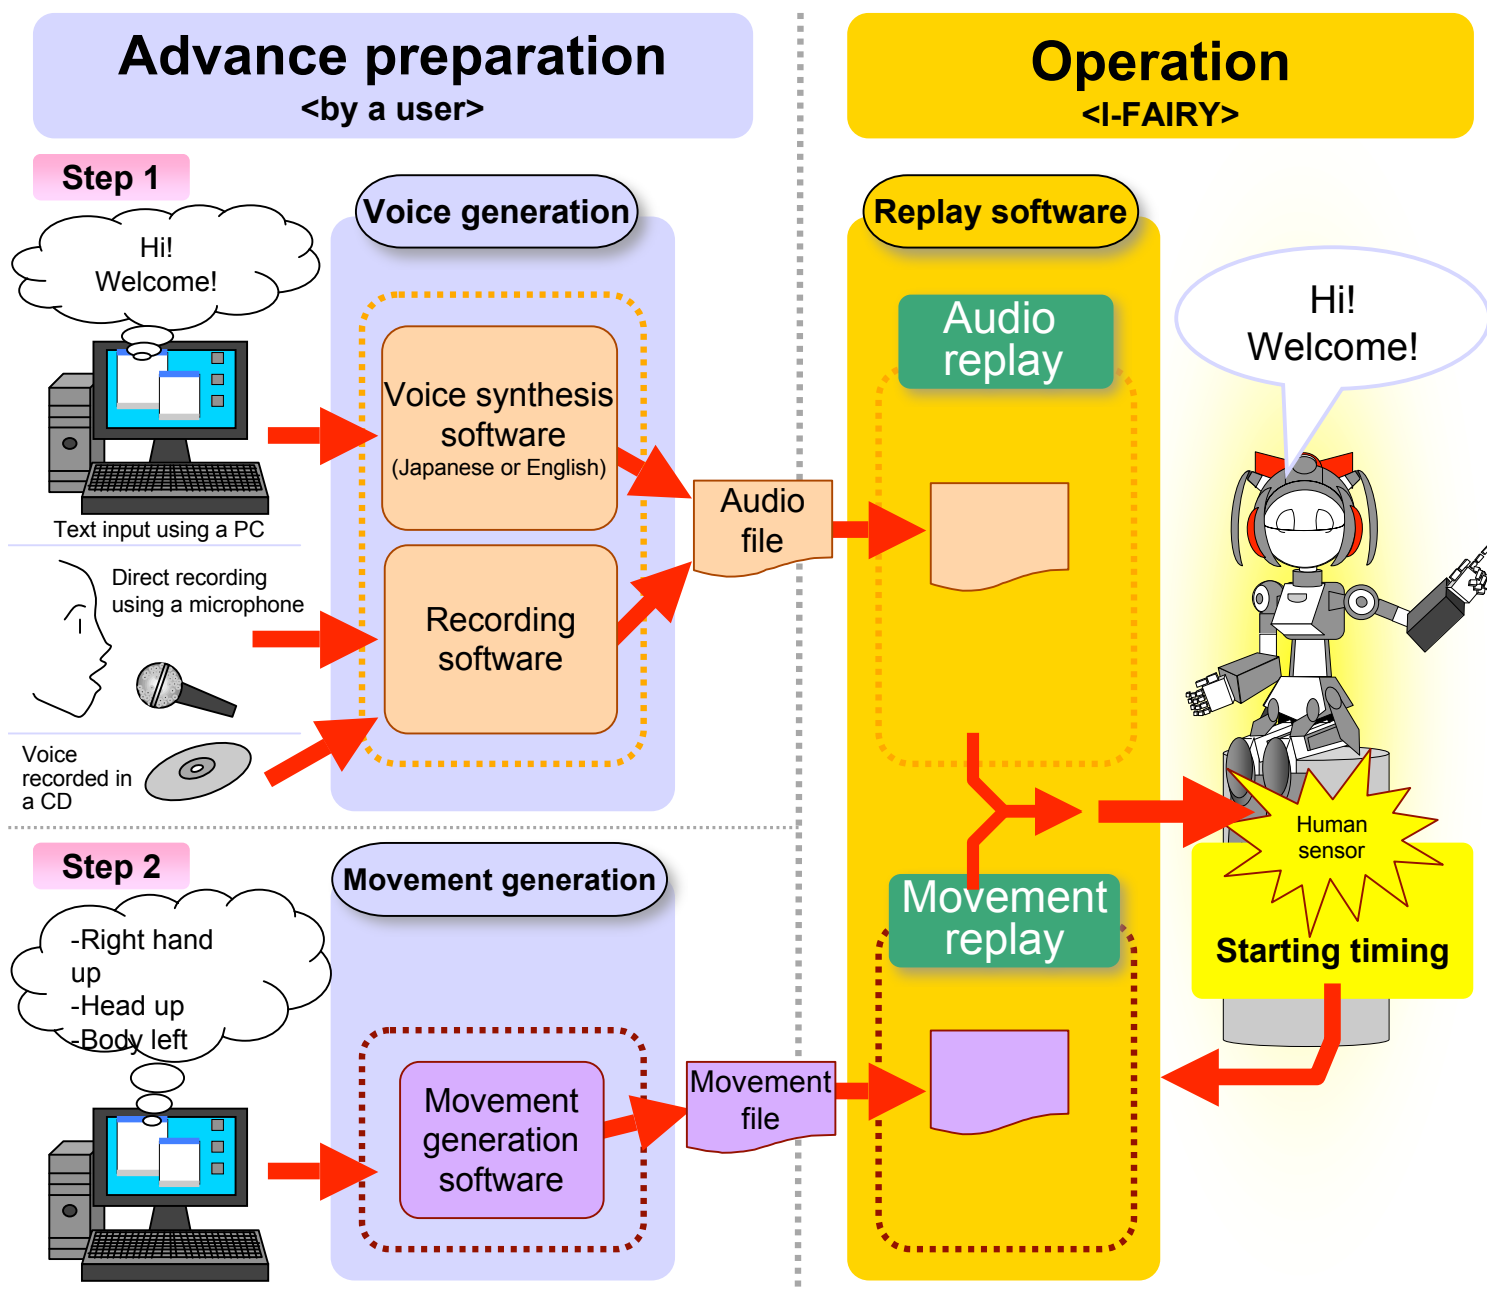 Advance preparation
<by a user>
Operation
<I-FAIRY>
Step 1
Hi!
Welcome!
Text input using a PC
Direct recording
using a microphone
Voice
recorded in
a CD
Voice generation
Voice synthesis
software
(Japanese or English)
Recording
software
Audio
file
Replay software
Audio
replay
Hi!
Welcome!
Human
sensor
Starting timing
Step 2
-Right hand
up
-Head up
-Body left
Movement generation
Movement
generation
software
Movement
file
Movement
replay